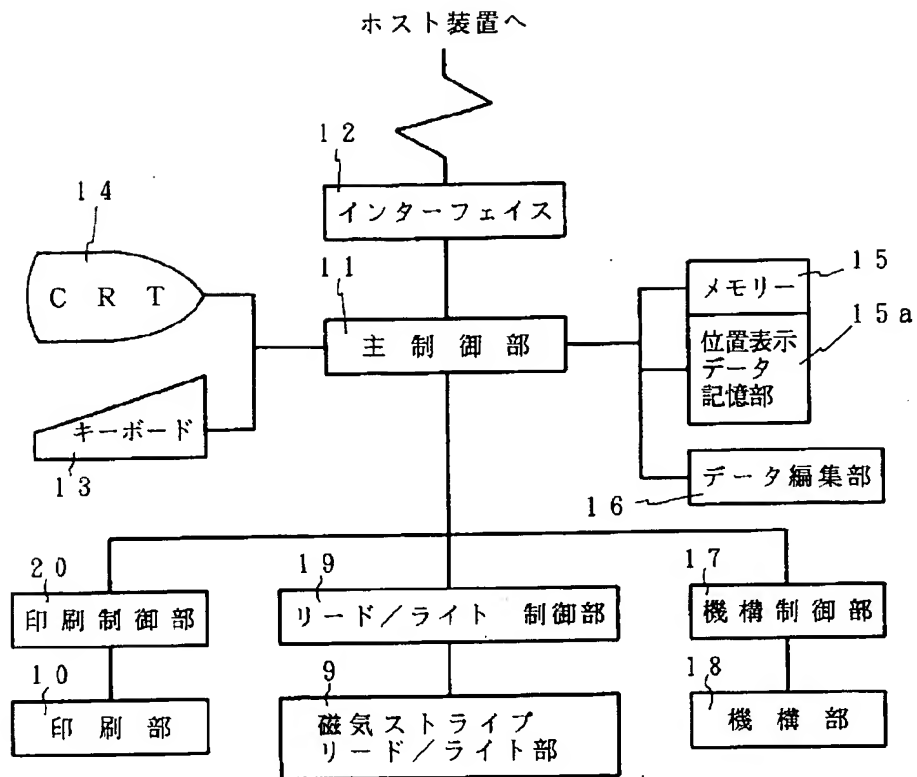 ホスト装置へ
12
インターフェイス
14
CRT
11
主制御部
15
メモリー
15a
位置表示
データ
記憶部
キーボード
13
データ編集部
16
20
印刷制御部
19
リード/ライト 制御部
17
機構制御部
10
印刷部
9
磁気ストライプ
リード/ライト部
18
機構部